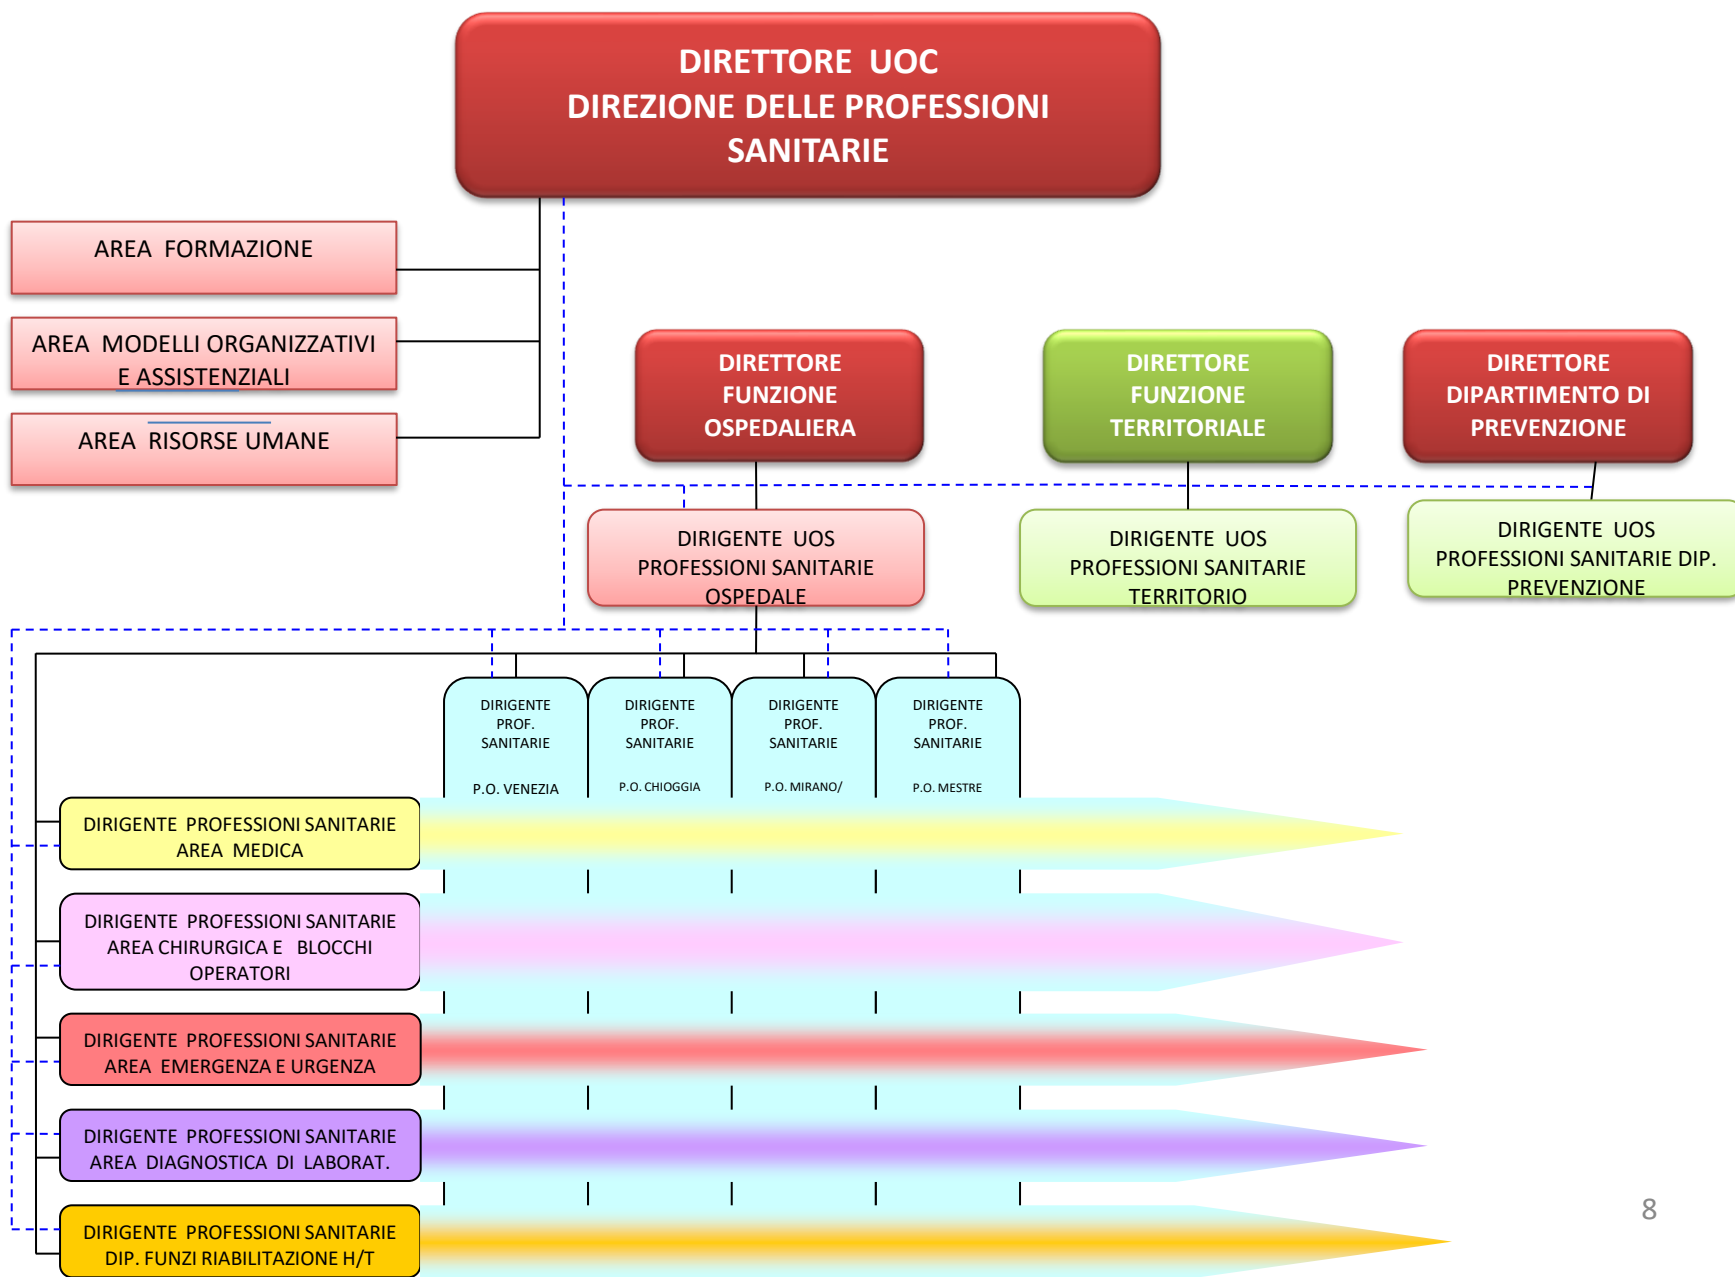 DIRETTORE UOC
DIREZIONE DELLE PROFESSIONI
SANITARIE
AREA FORMAZIONE
AREA MODELLI ORGANIZZATIVI
E ASSISTENZIALI
AREA RISORSE UMANE
DIRETTORE
FUNZIONE
OSPEDALIERA
DIRETTORE
FUNZIONE
TERRITORIALE
DIRETTORE
DIPARTIMENTO DI
PREVENZIONE
DIRIGENTE UOS
PROFESSIONI SANITARIE
OSPEDALE
DIRIGENTE UOS
PROFESSIONI SANITARIE
TERRITORIO
DIRIGENTE UOS
PROFESSIONI SANITARIE DIP.
PREVENZIONE
DIRIGENTE
PROF.
SANITARIE
P.O. VENEZIA
DIRIGENTE
PROF.
SANITARIE
P.O. CHIOGGIA
DIRIGENTE
PROF.
SANITARIE
P.O. MIRANO/
DIRIGENTE
PROF.
SANITARIE
P.O. MESTRE
DIRIGENTE PROFESSIONI SANITARIE
AREA MEDICA
DIRIGENTE PROFESSIONI SANITARIE
AREA CHIRURGICA E BLOCCHI
OPERATORI
DIRIGENTE PROFESSIONI SANITARIE
AREA EMERGENZA E URGENZA
DIRIGENTE PROFESSIONI SANITARIE
AREA DIAGNOSTICA DI LABORAT.
DIRIGENTE PROFESSIONI SANITARIE
DIP. FUNZI RIABILITAZIONE H/T
8